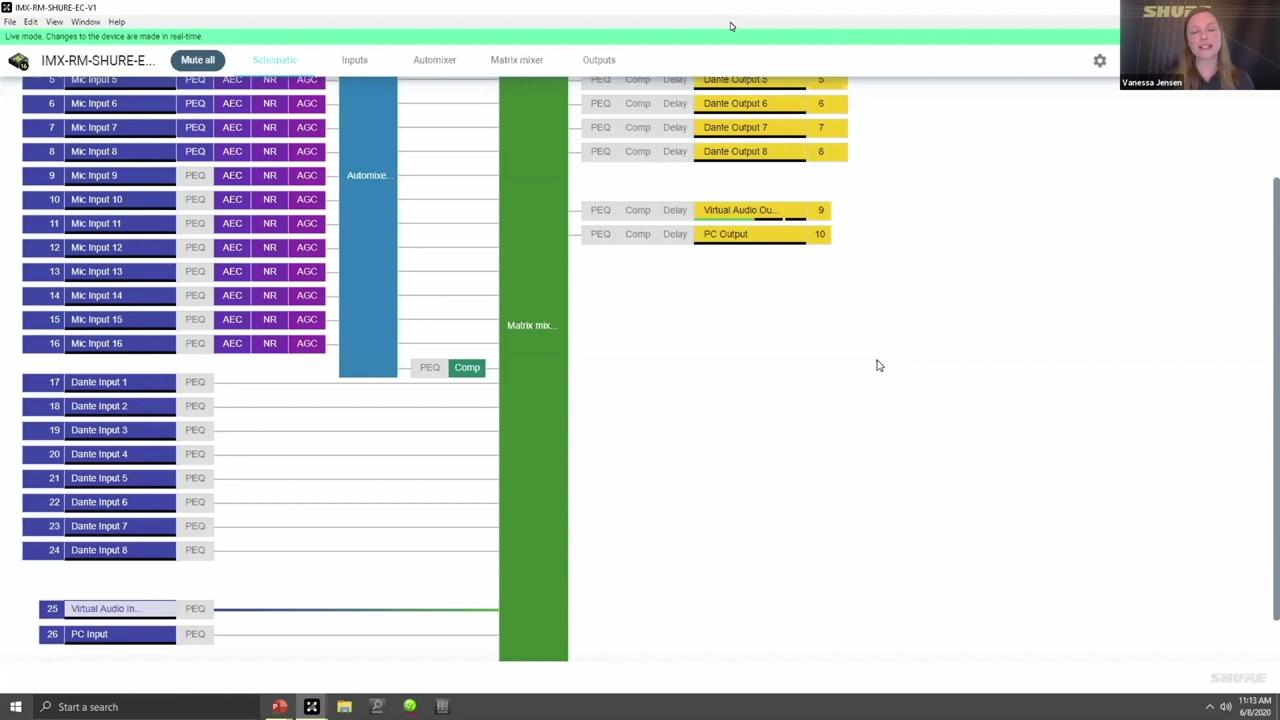 IMX-RM-SHURE-EC-V1
File Edit View Window Help
Live mode. Changes to the device are made in real-time.
IMX-RM-SHURE-E... Mute all Schematic Inputs Automixer Matrix mixer Outputs
SHURE
Vanessa Jensen
5 Mic Input 5 PEQ AEC NR AGC
6 Mic Input 6 PEQ AEC NR AGC
7 Mic Input 7 PEQ AEC NR AGC
8 Mic Input 8 PEQ AEC NR AGC
9 Mic Input 9 PEQ AEC NR AGC
10 Mic Input 10 PEQ AEC NR AGC
11 Mic Input 11 PEQ AEC NR AGC
12 Mic Input 12 PEQ AEC NR AGC
13 Mic Input 13 PEQ AEC NR AGC
14 Mic Input 14 PEQ AEC NR AGC
15 Mic Input 15 PEQ AEC NR AGC
16 Mic Input 16 PEQ AEC NR AGC
Automixe...
PEQ Comp
17 Dante Input 1 PEQ
18 Dante Input 2 PEQ
19 Dante Input 3 PEQ
20 Dante Input 4 PEQ
21 Dante Input 5 PEQ
22 Dante Input 6 PEQ
23 Dante Input 7 PEQ
24 Dante Input 8 PEQ
25 Virtual Audio In... PEQ
26 PC Input PEQ
Matrix mix...
PEQ Comp Delay Dante Output 5 5
PEQ Comp Delay Dante Output 6 6
PEQ Comp Delay Dante Output 7 7
PEQ Comp Delay Dante Output 8 8
PEQ Comp Delay Virtual Audio Ou... 9
PEQ Comp Delay PC Output 10
SHURE
Start a search
11:13 AM
6/8/2020